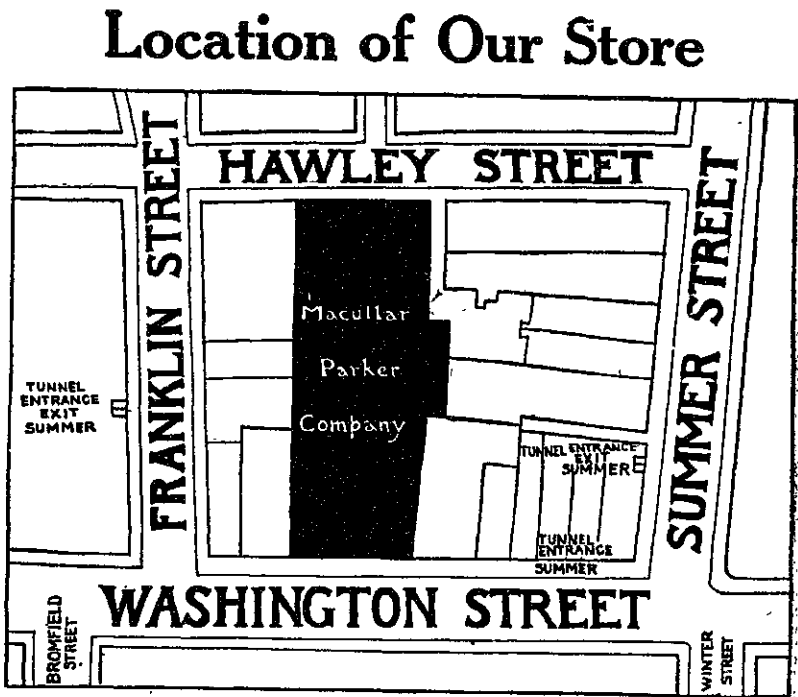 Location of Our Store
HAWLEY STREET
FRANKLIN STREET
SUMMER STREET
Macullar
Parker
Company
TUNNEL
ENTRANCE
EXIT
SUMMER
TUNNEL ENTRANCE
EXIT
SUMMER
TUNNEL
ENTRANCE
SUMMER
WASHINGTON STREET
BROMFIELD
STREET
WINTER
STREET